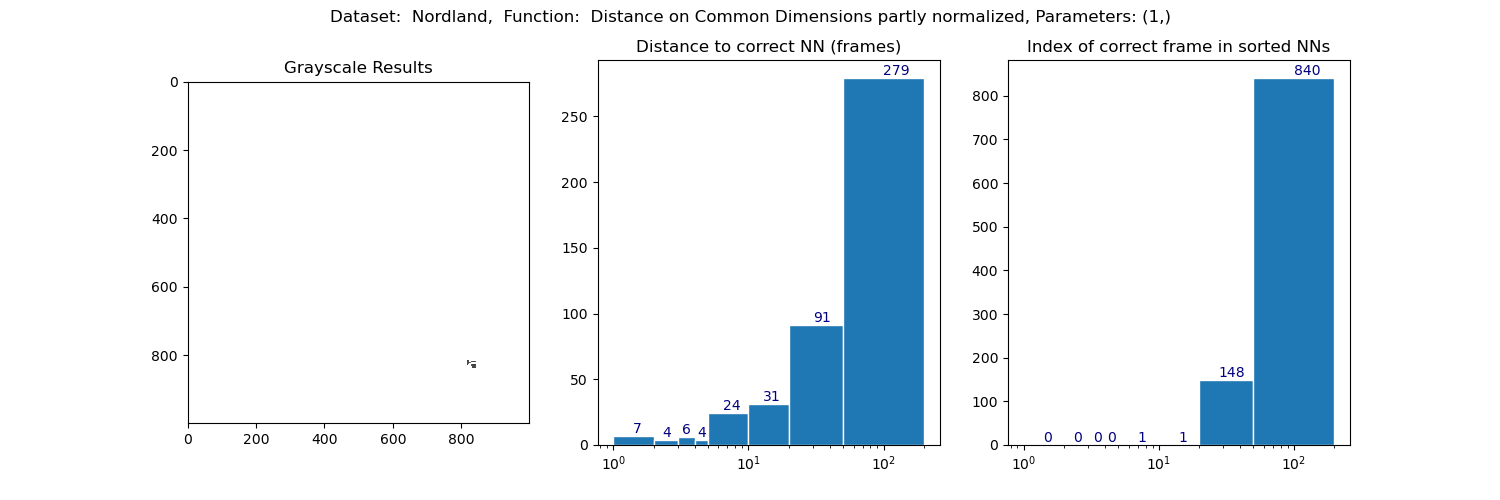 Dataset:  Nordland,  Function:  Distance on Common Dimensions partly normalized, Parameters: (1,)
Grayscale Results
0
200
400
600
800
0 200 400 600 800
Distance to correct NN (frames)
250
200
150
100
50
0
7 4 6 4 24 31 91 279
10^0 10^1 10^2
Index of correct frame in sorted NNs
800
700
600
500
400
300
200
100
0
0 0 0 0 1 1 148 840
10^0 10^1 10^2